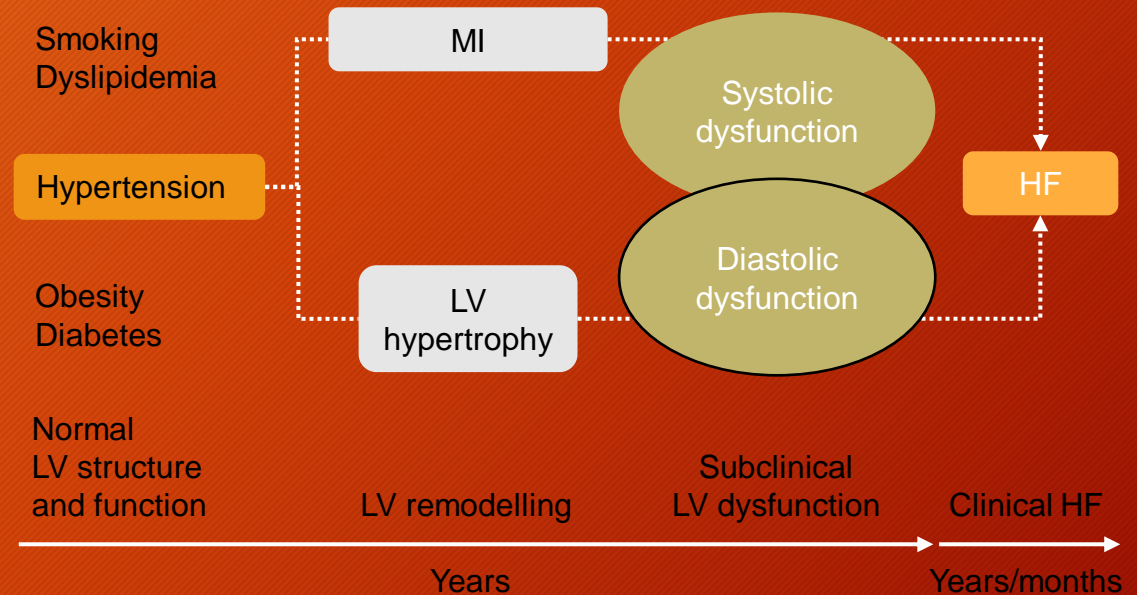 Smoking
Dyslipidemia
MI
Systolic
dysfunction
Hypertension
HF
Diastolic
dysfunction
Obesity
Diabetes
LV
hypertrophy
Normal
LV structure
and function
LV remodelling
Subclinical
LV dysfunction
Clinical HF
Years
Years/months